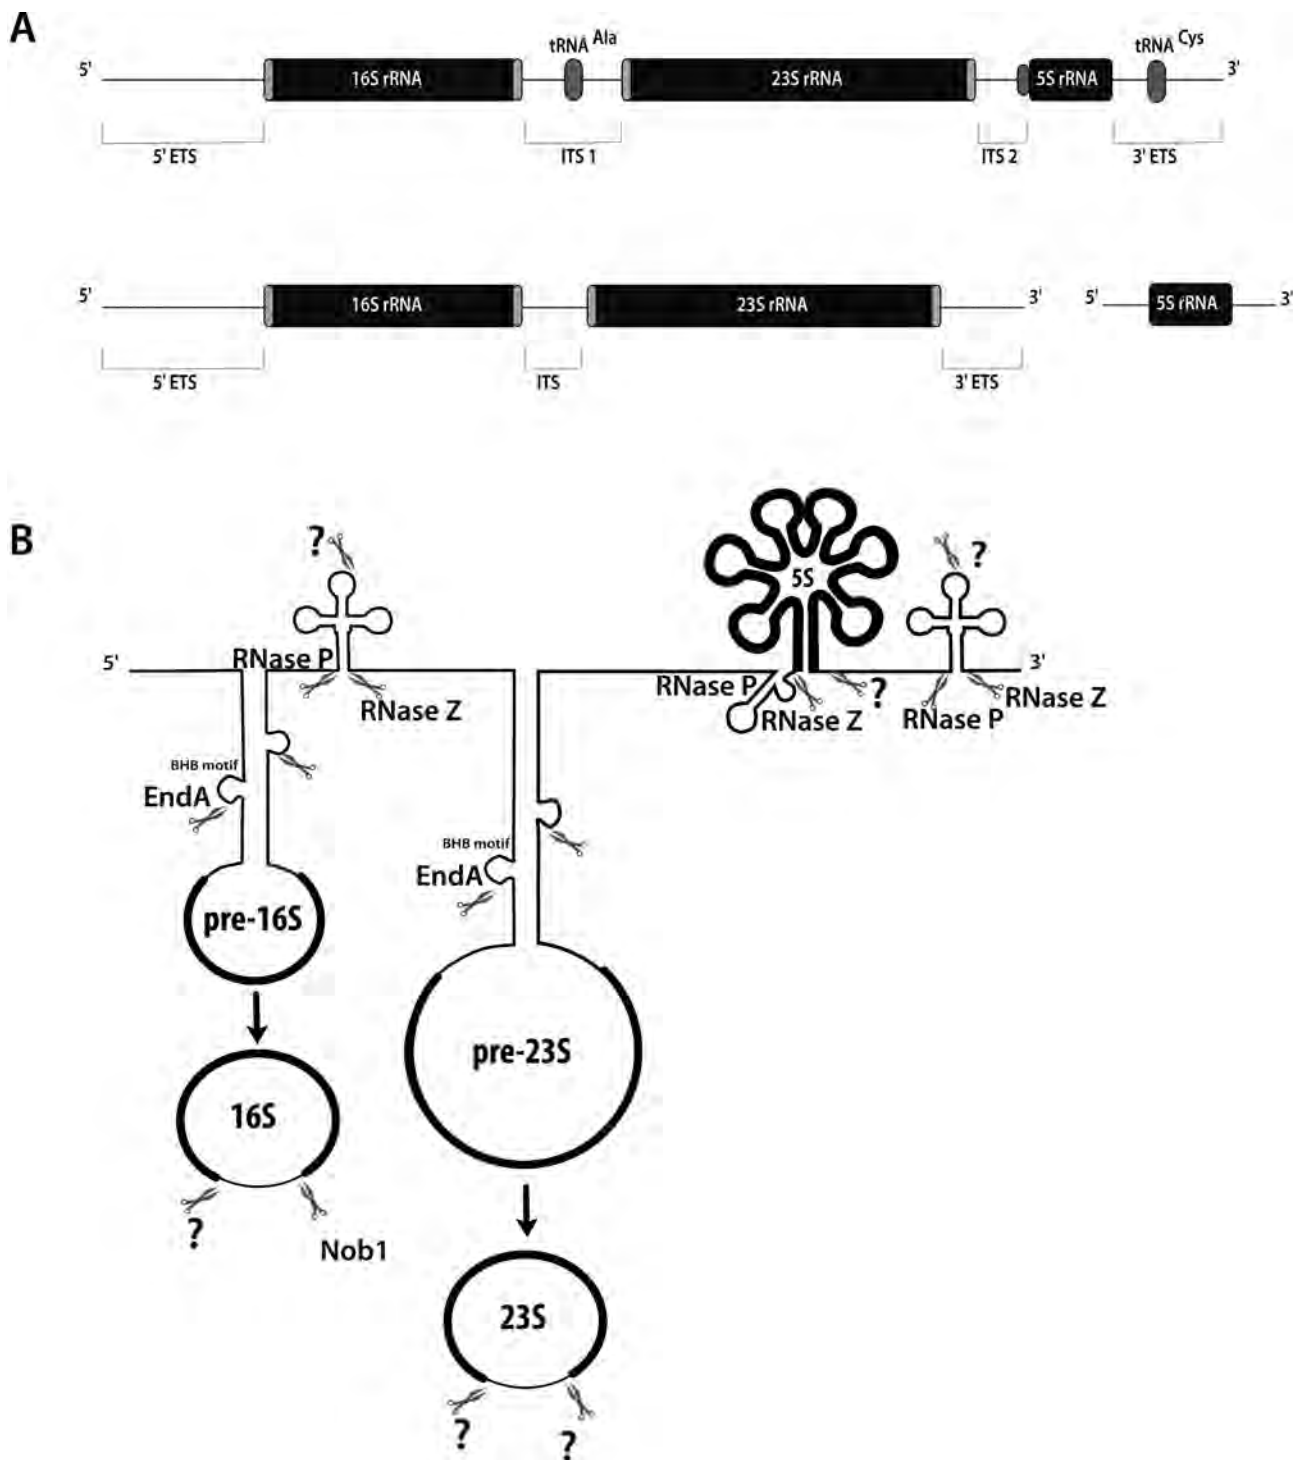 A
tRNA Ala
tRNA Cys
5' 16S rRNA 23S rRNA 5S rRNA 3'
5' ETS ITS 1 ITS 2 3' ETS
5' 16S rRNA 23S rRNA 3' 5' 5S rRNA 3'
5' ETS ITS 3' ETS
B
? ?
5S
5' RNase P 3'
RNase P RNase Z ? RNase P RNase Z
RNase Z
BHB motif
EndA
BHB motif
EndA
pre-16S
pre-23S
16S
?
Nob1
23S
? ?